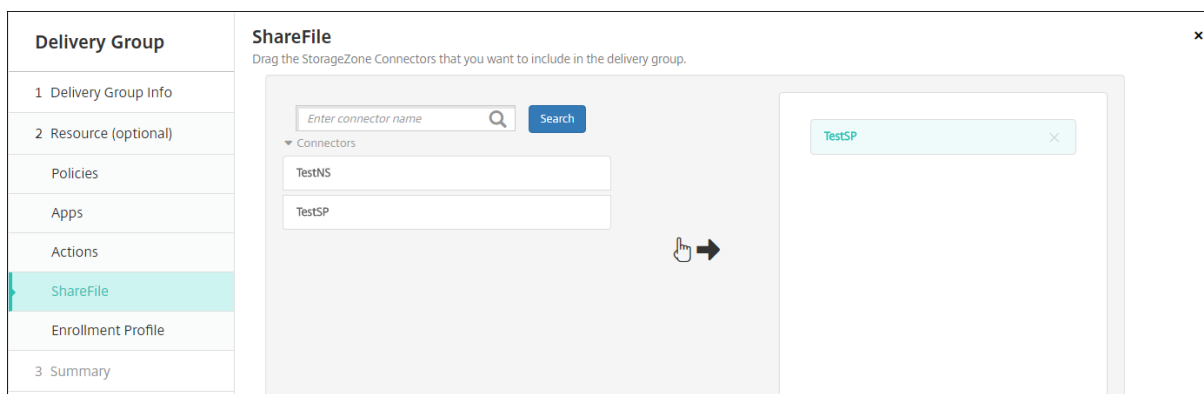 Delivery Group
1 Delivery Group Info
2 Resource (optional)
Policies
Apps
Actions
ShareFile
Enrollment Profile
3 Summary
ShareFile
×
Drag the StorageZone Connectors that you want to include in the delivery group.
Enter connector name
Search
Connectors
TestNS
TestSP
TestSP ×